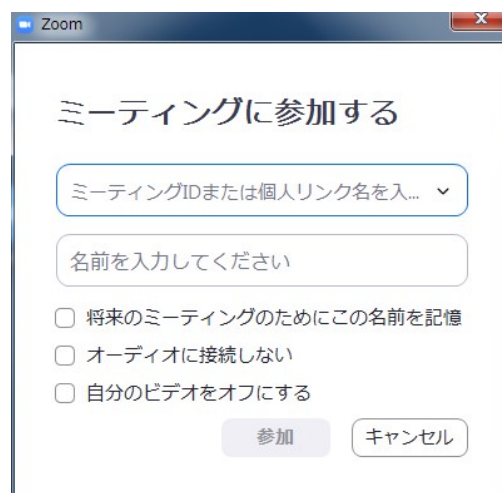 Zoom
ミーティングに参加する
ミーティングIDまたは個人リンク名を入...
名前を入力してください
将来のミーティングのためにこの名前を記憶
オーディオに接続しない
自分のビデオをオフにする
参加 キャンセル